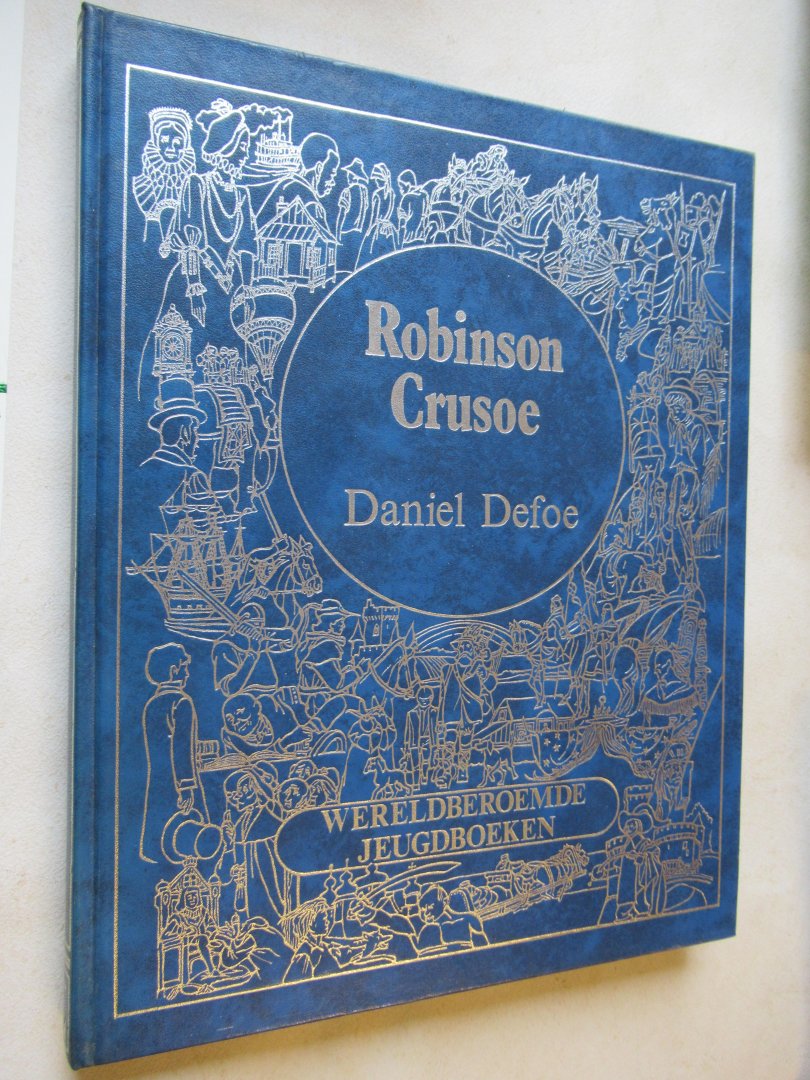 Robinson
Crusoe
Daniel Defoe
WERELDBEROEMDE
JEUGDBOEKEN